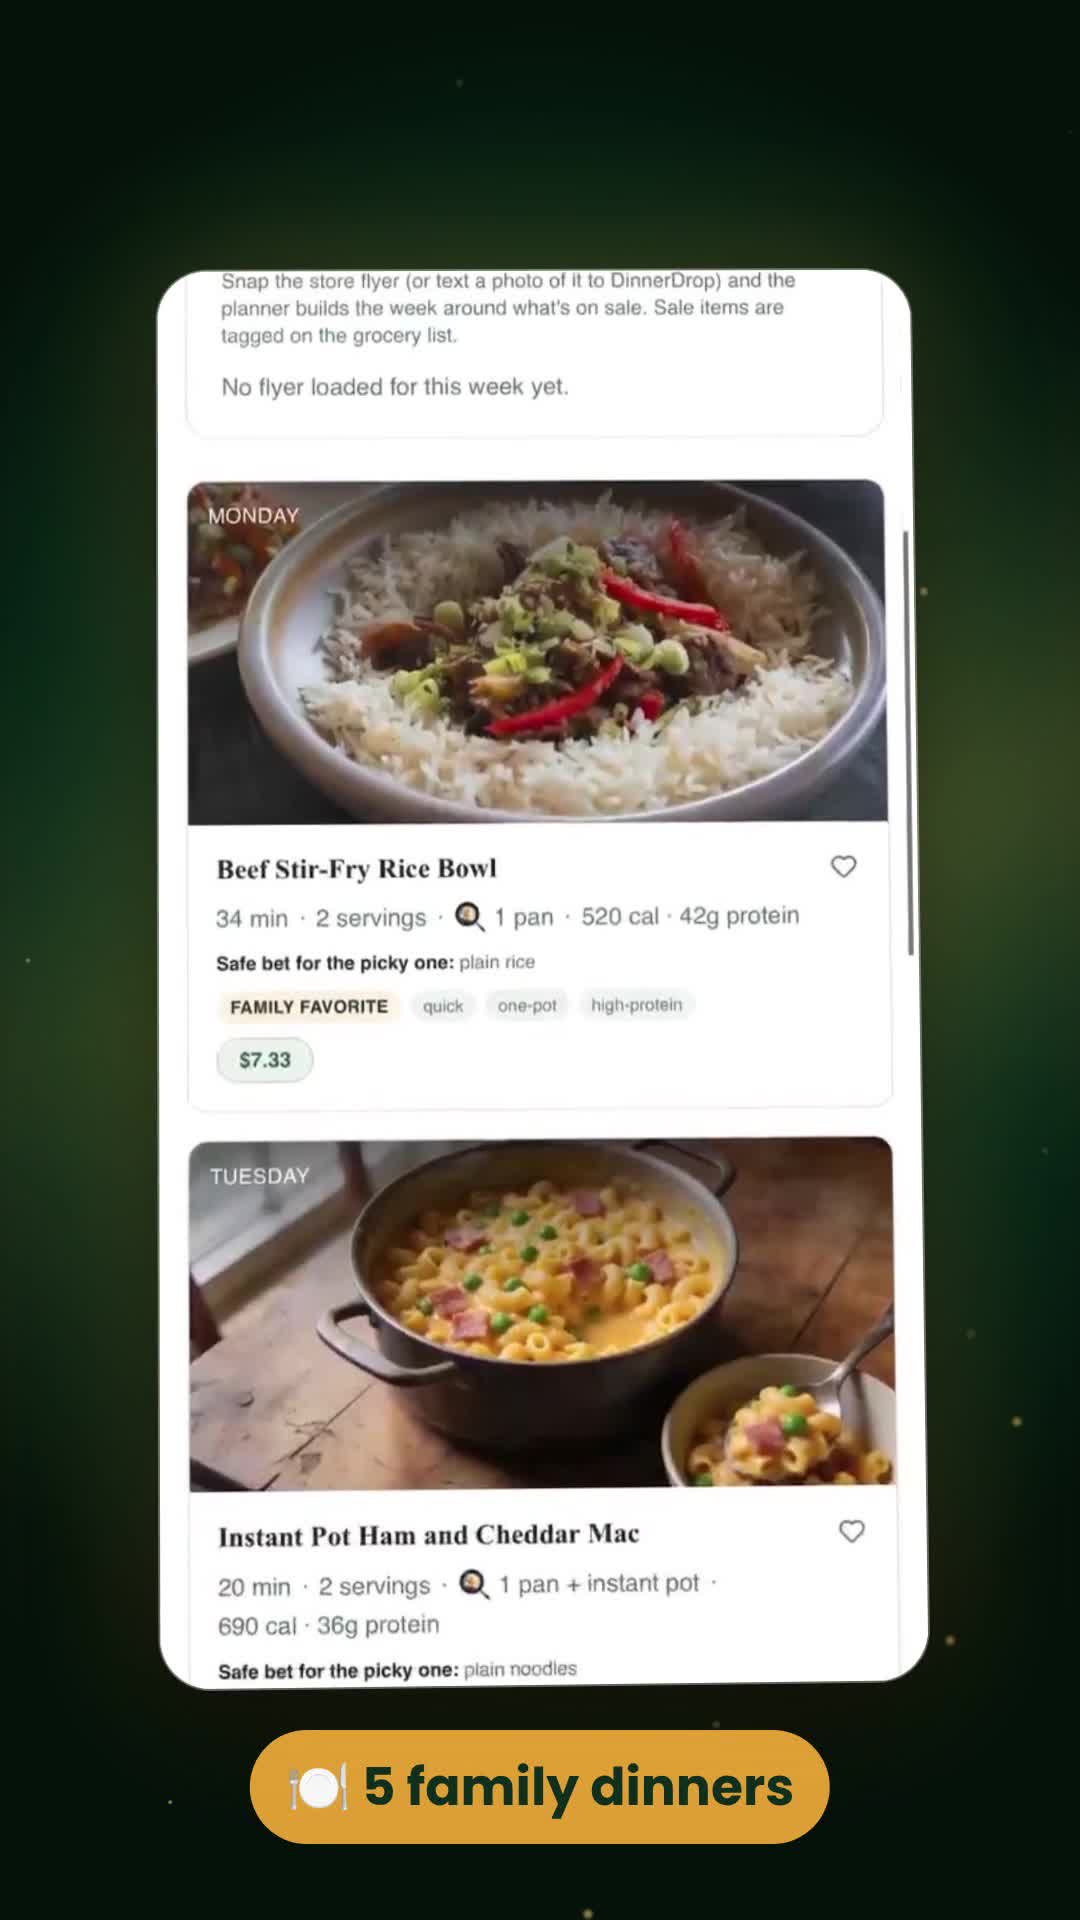 Snap the store flyer (or text a photo of it to DinnerDrop) and the
planner builds the week around what's on sale. Sale items are
tagged on the grocery list.
No flyer loaded for this week yet.
MONDAY
Beef Stir-Fry Rice Bowl
34 min · 2 servings · 🍳 1 pan · 520 cal · 42g protein
Safe bet for the picky one: plain rice
FAMILY FAVORITE quick one-pot high-protein
$7.33
TUESDAY
Instant Pot Ham and Cheddar Mac
20 min · 2 servings · 🍳 1 pan + instant pot ·
690 cal · 36g protein
Safe bet for the picky one: plain noodles
🍽️ 5 family dinners